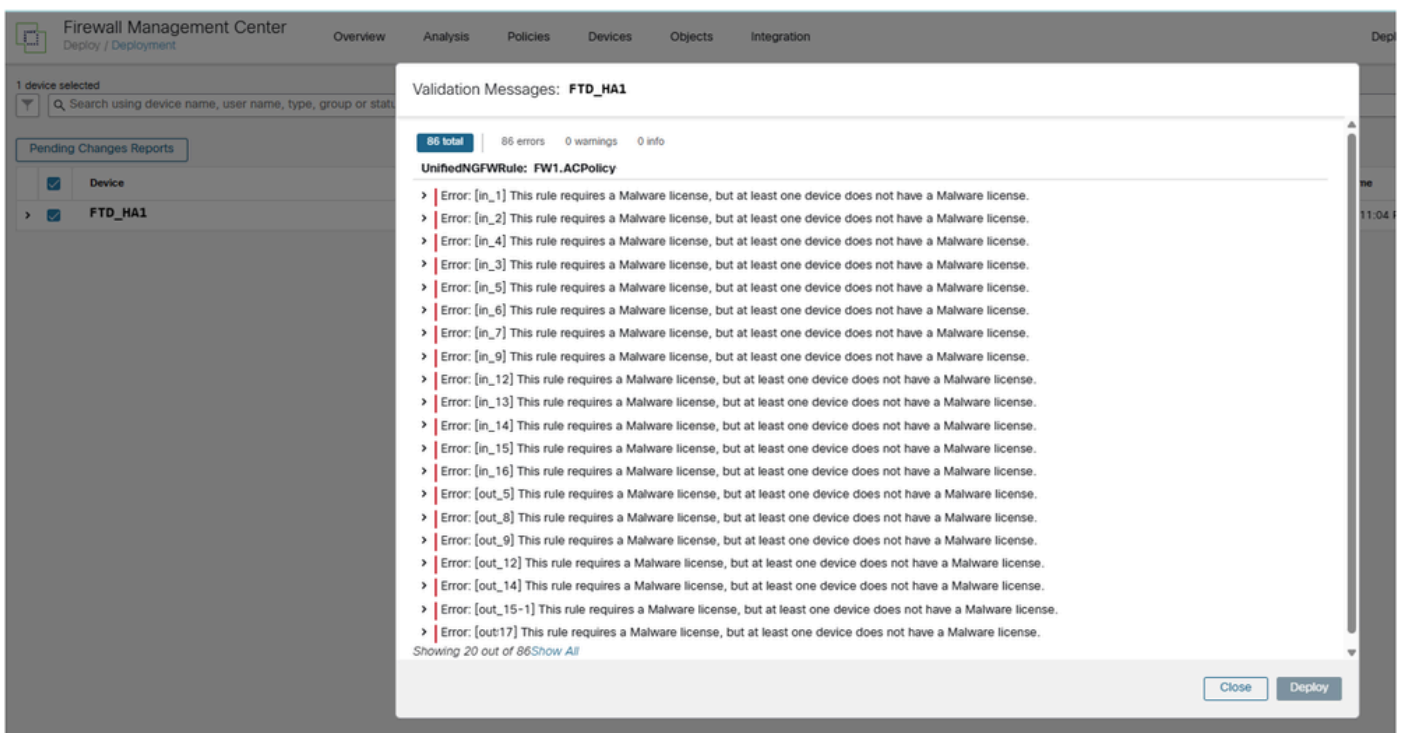 Firewall Management Center
Deploy / Deployment
Overview Analysis Policies Devices Objects Integration
1 device selected
Search using device name, user name, type, group or
Pending Changes Reports
Device
FTD_HA1
Validation Messages: FTD_HA1
86 total 86 errors 0 warnings 0 info
UnifiedNGFWRule: FW1.ACPolicy
Error: [in_1] This rule requires a Malware license, but at least one device does not have a Malware license.
Error: [in_2] This rule requires a Malware license, but at least one device does not have a Malware license.
Error: [in_4] This rule requires a Malware license, but at least one device does not have a Malware license.
Error: [in_3] This rule requires a Malware license, but at least one device does not have a Malware license.
Error: [in_5] This rule requires a Malware license, but at least one device does not have a Malware license.
Error: [in_6] This rule requires a Malware license, but at least one device does not have a Malware license.
Error: [in_7] This rule requires a Malware license, but at least one device does not have a Malware license.
Error: [in_9] This rule requires a Malware license, but at least one device does not have a Malware license.
Error: [in_12] This rule requires a Malware license, but at least one device does not have a Malware license.
Error: [in_13] This rule requires a Malware license, but at least one device does not have a Malware license.
Error: [in_14] This rule requires a Malware license, but at least one device does not have a Malware license.
Error: [in_15] This rule requires a Malware license, but at least one device does not have a Malware license.
Error: [in_16] This rule requires a Malware license, but at least one device does not have a Malware license.
Error: [out_5] This rule requires a Malware license, but at least one device does not have a Malware license.
Error: [out_8] This rule requires a Malware license, but at least one device does not have a Malware license.
Error: [out_9] This rule requires a Malware license, but at least one device does not have a Malware license.
Error: [out_12] This rule requires a Malware license, but at least one device does not have a Malware license.
Error: [out_14] This rule requires a Malware license, but at least one device does not have a Malware license.
Error: [out_15-1] This rule requires a Malware license, but at least one device does not have a Malware license.
Error: [out:17] This rule requires a Malware license, but at least one device does not have a Malware license.
Showing 20 out of 86Show All
Close Deploy
11:04